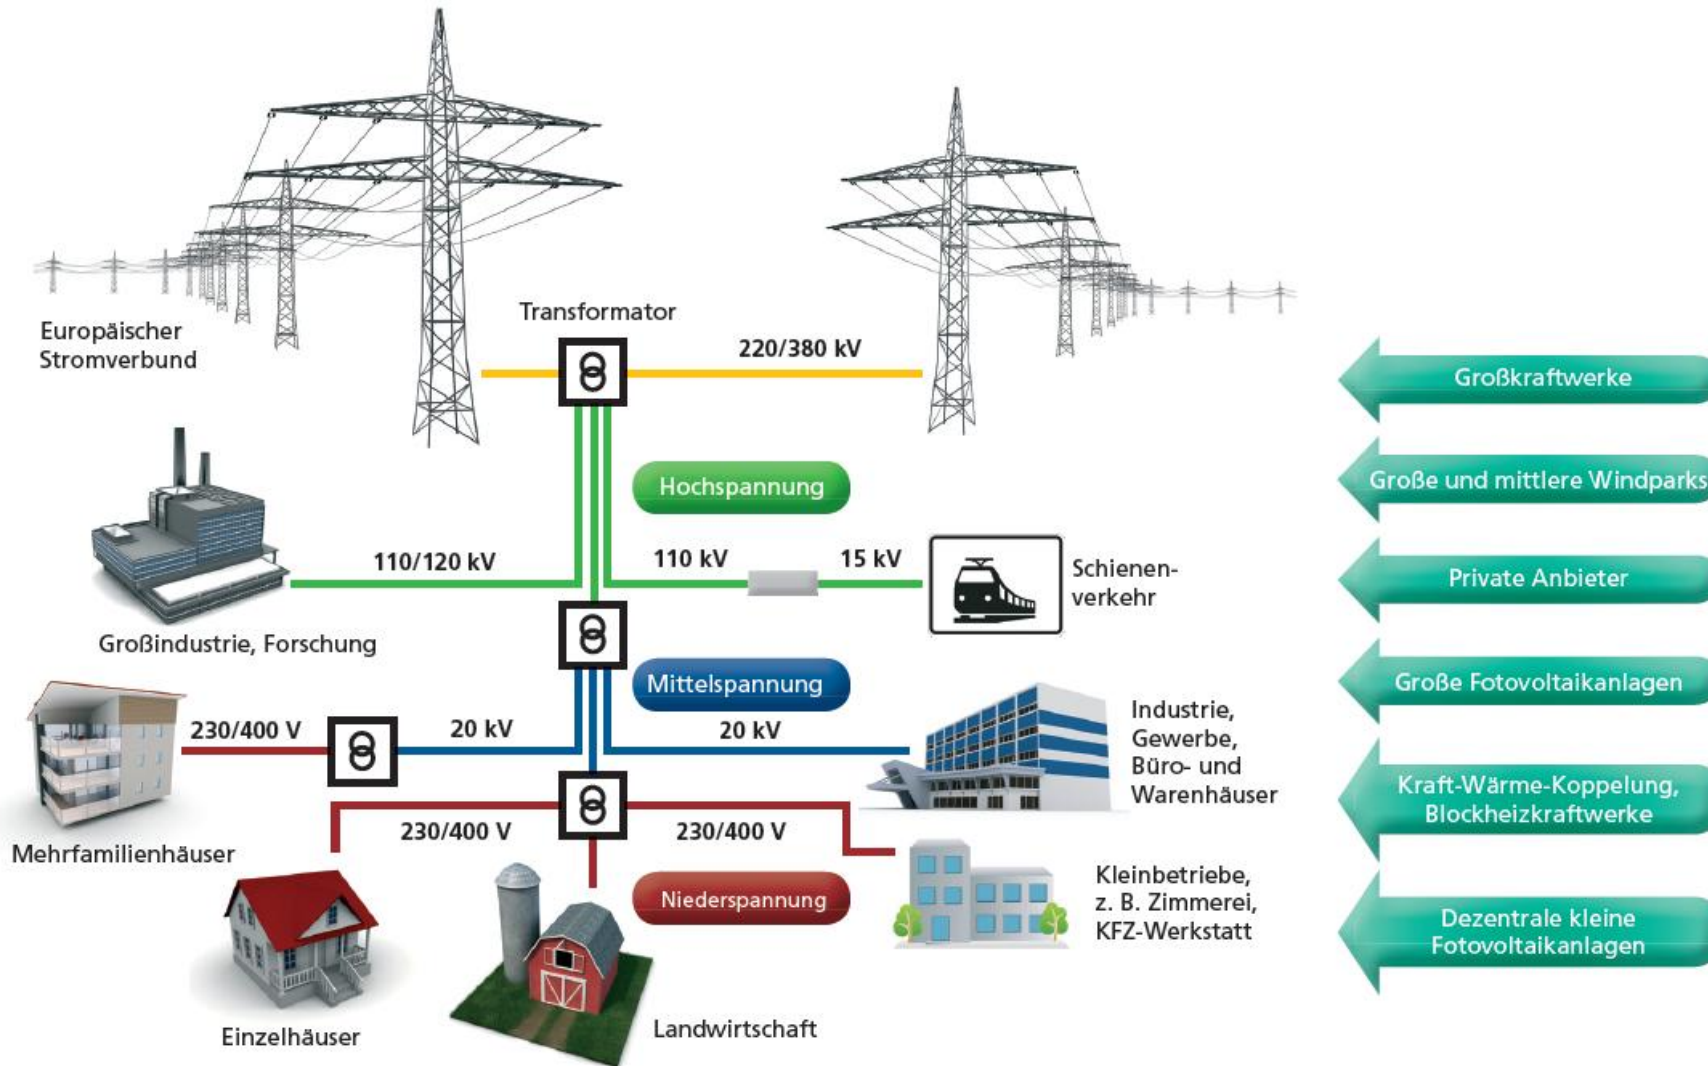 Transformator
Europäischer
Stromverbund
220/380 kV
Großkraftwerke
Hochspannung
Große und mittlere Windparks
110/120 kV
110 kV
15 kV
Schienen-
verkehr
Private Anbieter
Großindustrie, Forschung
Mittelspannung
Große Fotovoltaikanlagen
230/400 V
20 kV
20 kV
Industrie,
Gewerbe,
Büro- und
Warenhäuser
Kraft-Wärme-Koppelung,
Blockheizkraftwerke
Mehrfamilienhäuser
230/400 V
230/400 V
Niederspannung
Kleinbetriebe,
z. B. Zimmerei,
KFZ-Werkstatt
Dezentrale kleine
Fotovoltaikanlagen
Einzelhäuser
Landwirtschaft